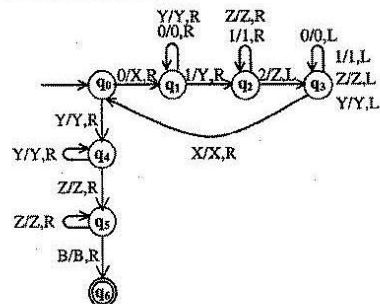 Y/Y,R
0/0,R
Z/Z,R
1/1,R
0/0,L
1/1,L
Z/Z,L
Y/Y,L
q0
0/X,R
q1
1/Y,R
q2
2/Z,L
q3
X/X,R
Y/Y,R
Y/Y,R
q4
Z/Z,R
Z/Z,R
q5
B/B,R
q6